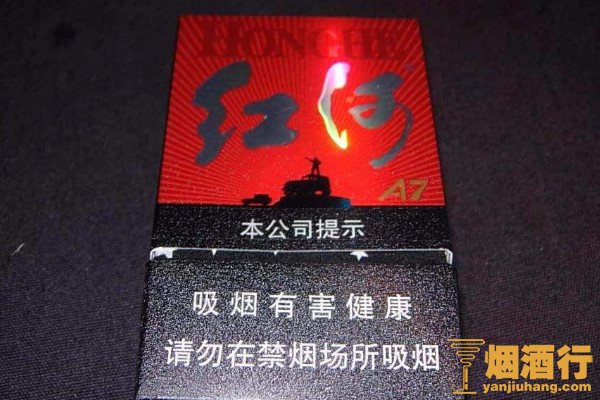 HONGHE
红河
A7
本公司提示
吸烟有害健康
请勿在禁烟场所吸烟
烟酒行
yanjiuhang.com